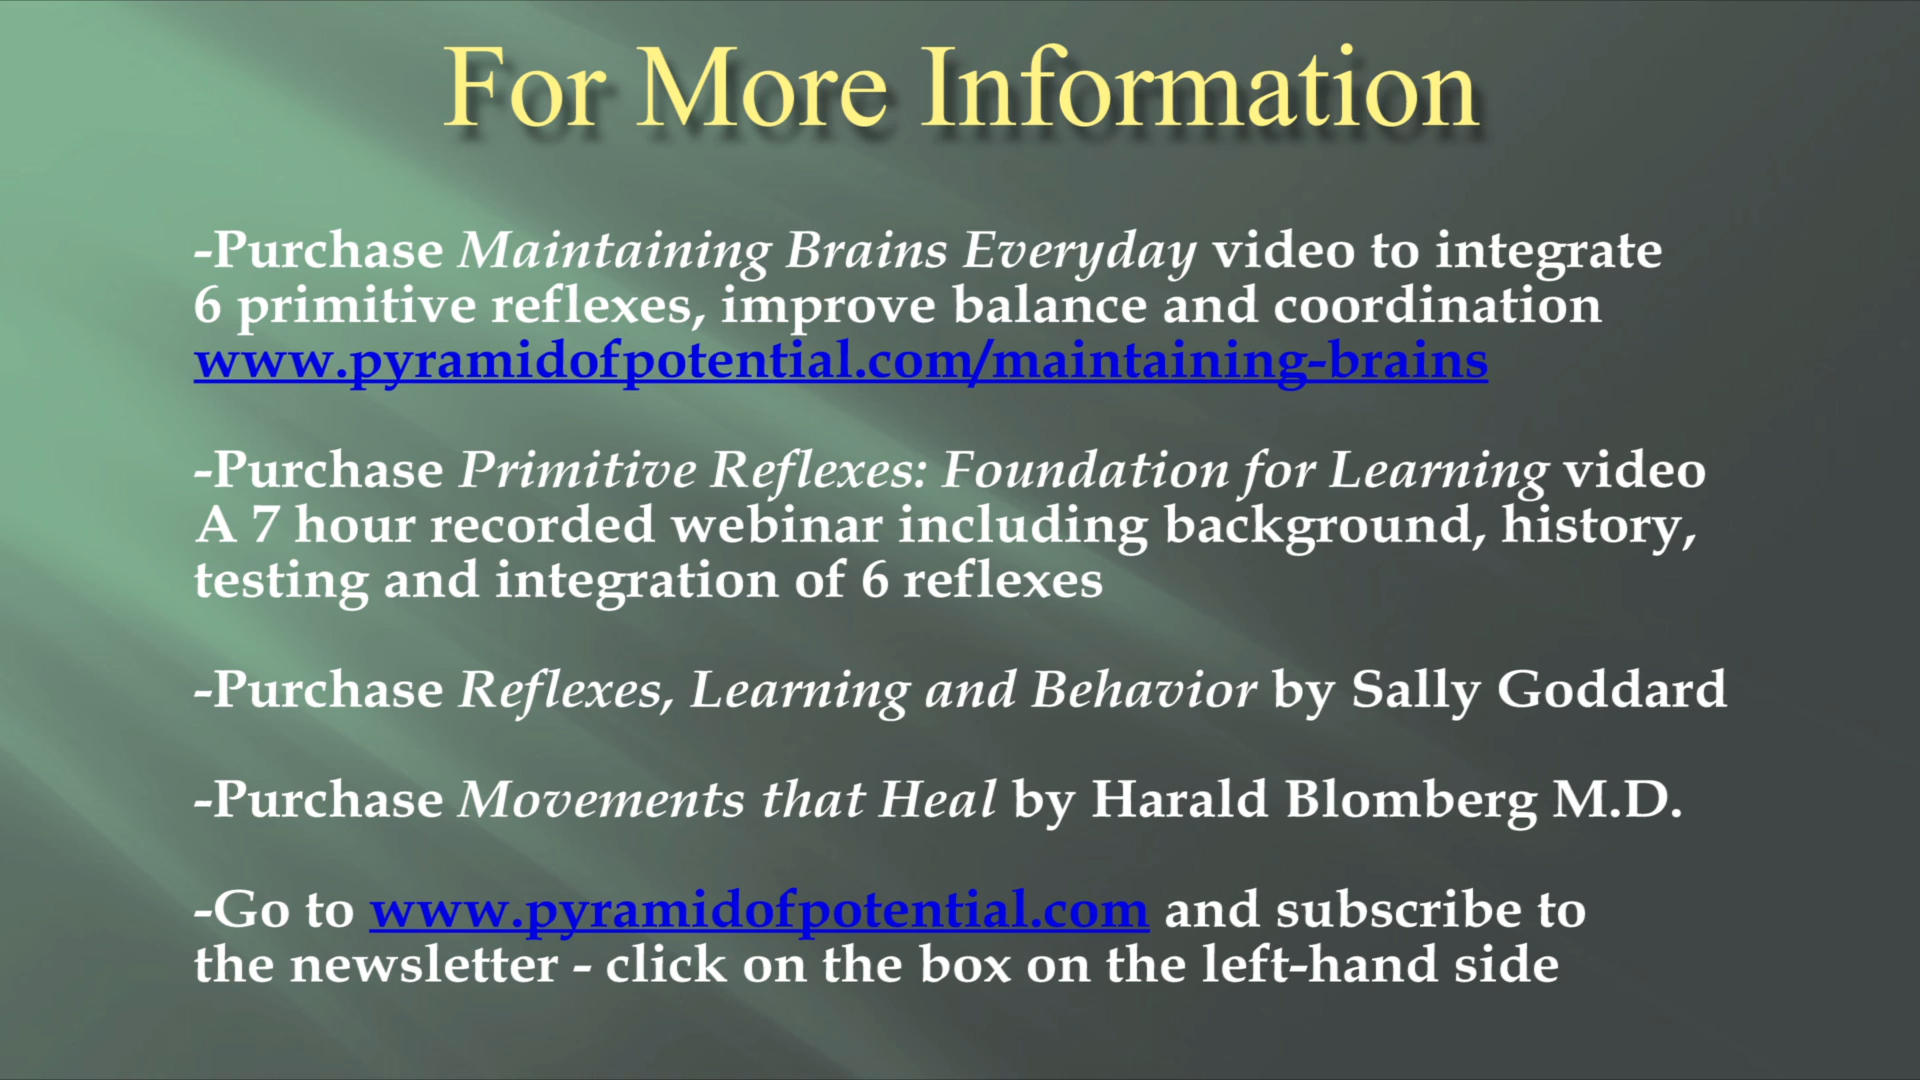 For More Information
-Purchase Maintaining Brains Everyday video to integrate
6 primitive reflexes, improve balance and coordination
www.pyramidofpotential.com/maintaining-brains
-Purchase Primitive Reflexes: Foundation for Learning video
A 7 hour recorded webinar including background, history,
testing and integration of 6 reflexes
-Purchase Reflexes, Learning and Behavior by Sally Goddard
-Purchase Movements that Heal by Harald Blomberg M.D.
-Go to www.pyramidofpotential.com and subscribe to
the newsletter - click on the box on the left-hand side